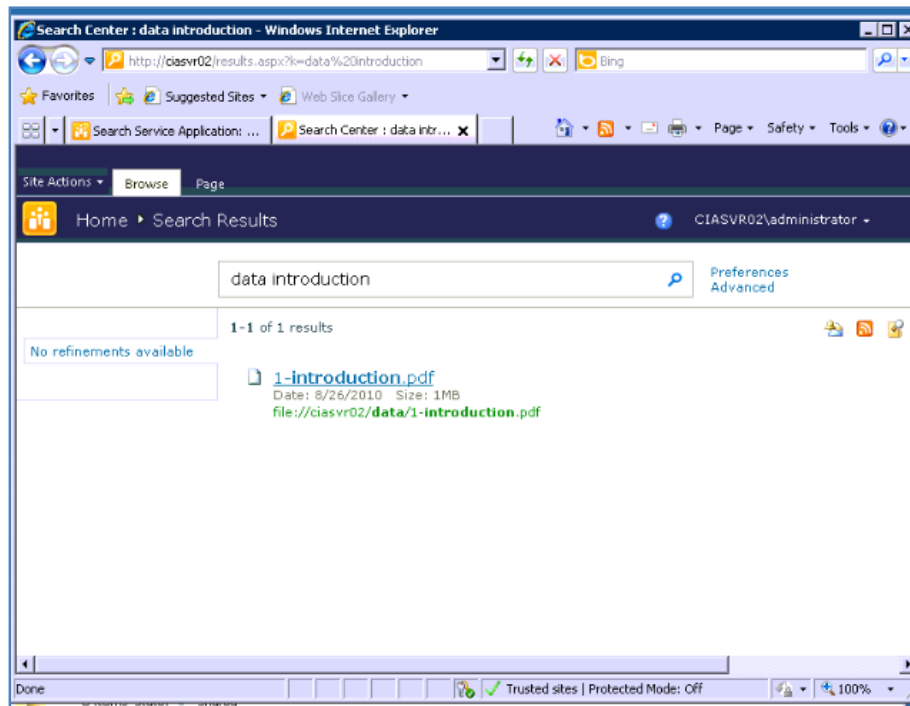 Search Center : data introduction - Windows Internet Explorer
http://ciasvr02/results.aspx?k=data%20introduction
Bing
Favorites
Suggested Sites
Web Slice Gallery
Search Service Application: ...
Search Center : data intr...
Page
Safety
Tools
Site Actions
Browse
Page
Home
Search Results
CIASVR02\administrator
data introduction
Preferences
Advanced
1-1 of 1 results
No refinements available
1-introduction.pdf
Date: 8/26/2010 Size: 1MB
file://ciasvr02/data/1-introduction.pdf
Done
Trusted sites | Protected Mode: Off
100%